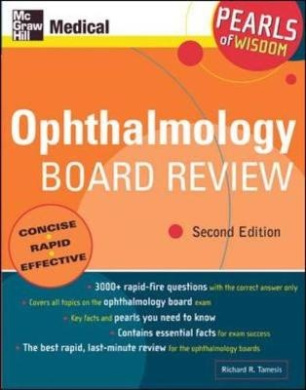 Mc
Graw
Hill
Medical
PEARLS
of WISDOM
Ophthalmology
BOARD REVIEW
Second Edition
CONCISE
• RAPID
EFFECTIVE
• 3000+ rapid-fire questions with the correct answer only
• Covers all topics on the ophthalmology board exam
• Key facts and pearls you need to know
• Contains essential facts for exam success
• The best rapid, last-minute review for the ophthalmology boards
Richard R. Tamesis